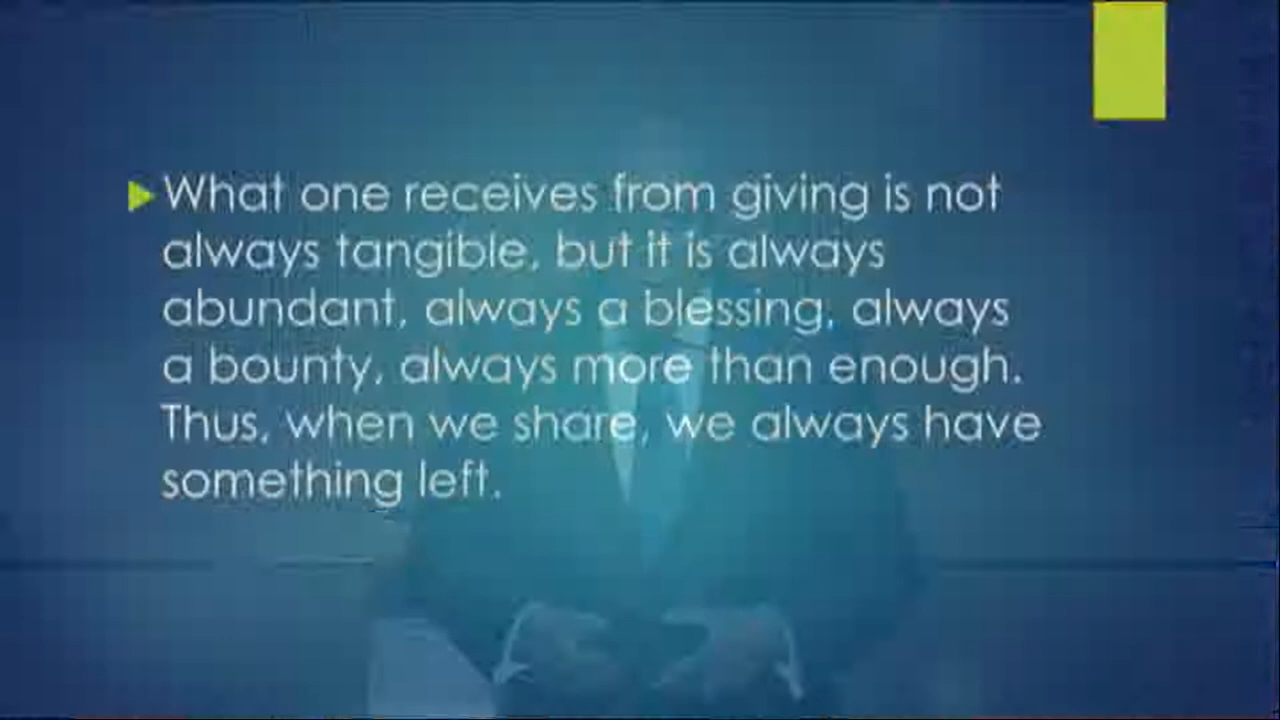 What one receives from giving is not
always tangible, but it is always
abundant, always a blessing, always
a bounty, always more than enough.
Thus, when we share, we always have
something left.